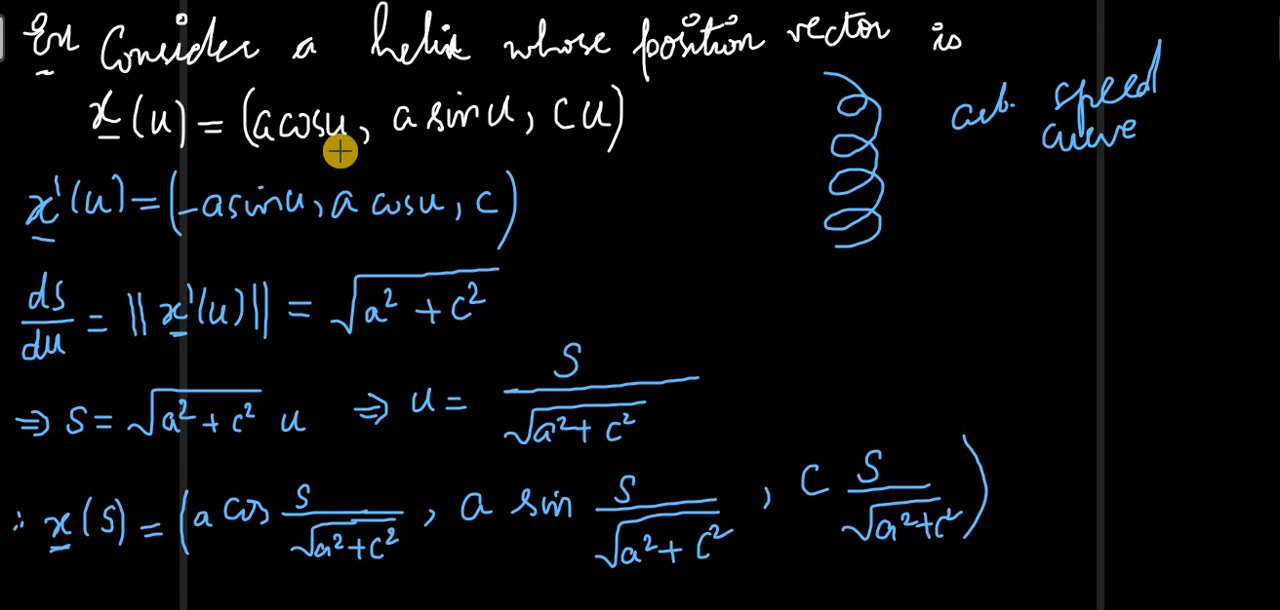 Ex Consider a helix whose position vector is
x(u) = (a cos u, a sin u, cu)
arb. speed
curve
x'(u) = (-a sin u, a cos u, c)
ds/du = ||x'(u)|| = √(a² + c²)
⇒ S = √(a² + c²) u ⇒ u = S/√(a² + c²)
∴ x(S) = (a cos S/√(a² + c²), a sin S/√(a² + c²), c S/√(a² + c²))